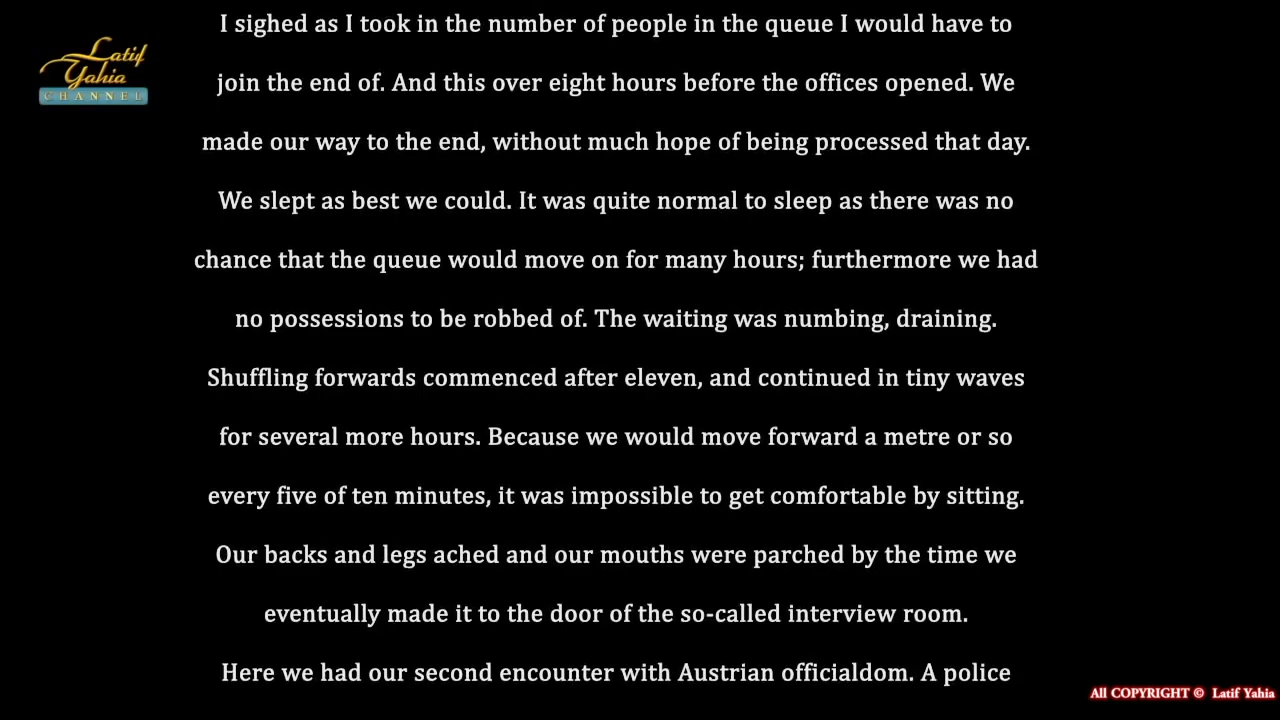 Latif
Yahia
CHANNEL
I sighed as I took in the number of people in the queue I would have to
join the end of. And this over eight hours before the offices opened. We
made our way to the end, without much hope of being processed that day.
We slept as best we could. It was quite normal to sleep as there was no
chance that the queue would move on for many hours; furthermore we had
no possessions to be robbed of. The waiting was numbing, draining.
Shuffling forwards commenced after eleven, and continued in tiny waves
for several more hours. Because we would move forward a metre or so
every five of ten minutes, it was impossible to get comfortable by sitting.
Our backs and legs ached and our mouths were parched by the time we
eventually made it to the door of the so-called interview room.
Here we had our second encounter with Austrian officialdom. A police
All COPYRIGHT © Latif Yahia